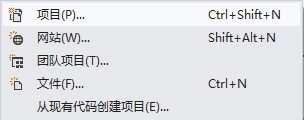 项目(P)... Ctrl+Shift+N
网站(W)... Shift+Alt+N
团队项目(T)...
文件(F)... Ctrl+N
从现有代码创建项目(E)...